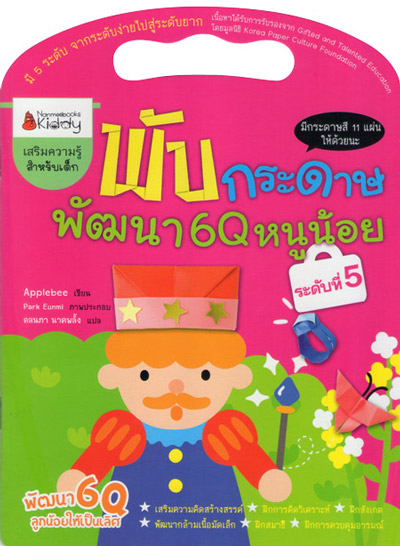 มี 5 ระดับ จากระดับง่ายไปสู่ระดับยาก
เนื้อหาได้รับการรับรองจาก Gifted and Talented Education
โดยมูลนิธิ Korea Paper Culture Foundation
Nanmeebooks
Kiddy
เสริมความรู้
สำหรับเด็ก
มีกระดาษสี 11 แผ่น
ให้ด้วยนะ
พับกระดาษ
พัฒนา 6Q หนูน้อย
ระดับที่ 5
Applebee เขียน
Park Eunmi ภาพประกอบ
ดลนภา นาคพลั้ง แปล
พัฒนา 6Q
ลูกน้อยให้เป็นเลิศ
★ เสริมความคิดสร้างสรรค์ ★ ฝึกการคิดวิเคราะห์ ★ ฝึกสังเกต
★ พัฒนากล้ามเนื้อมัดเล็ก ★ ฝึกสมาธิ ★ ฝึกการควบคุมอารมณ์